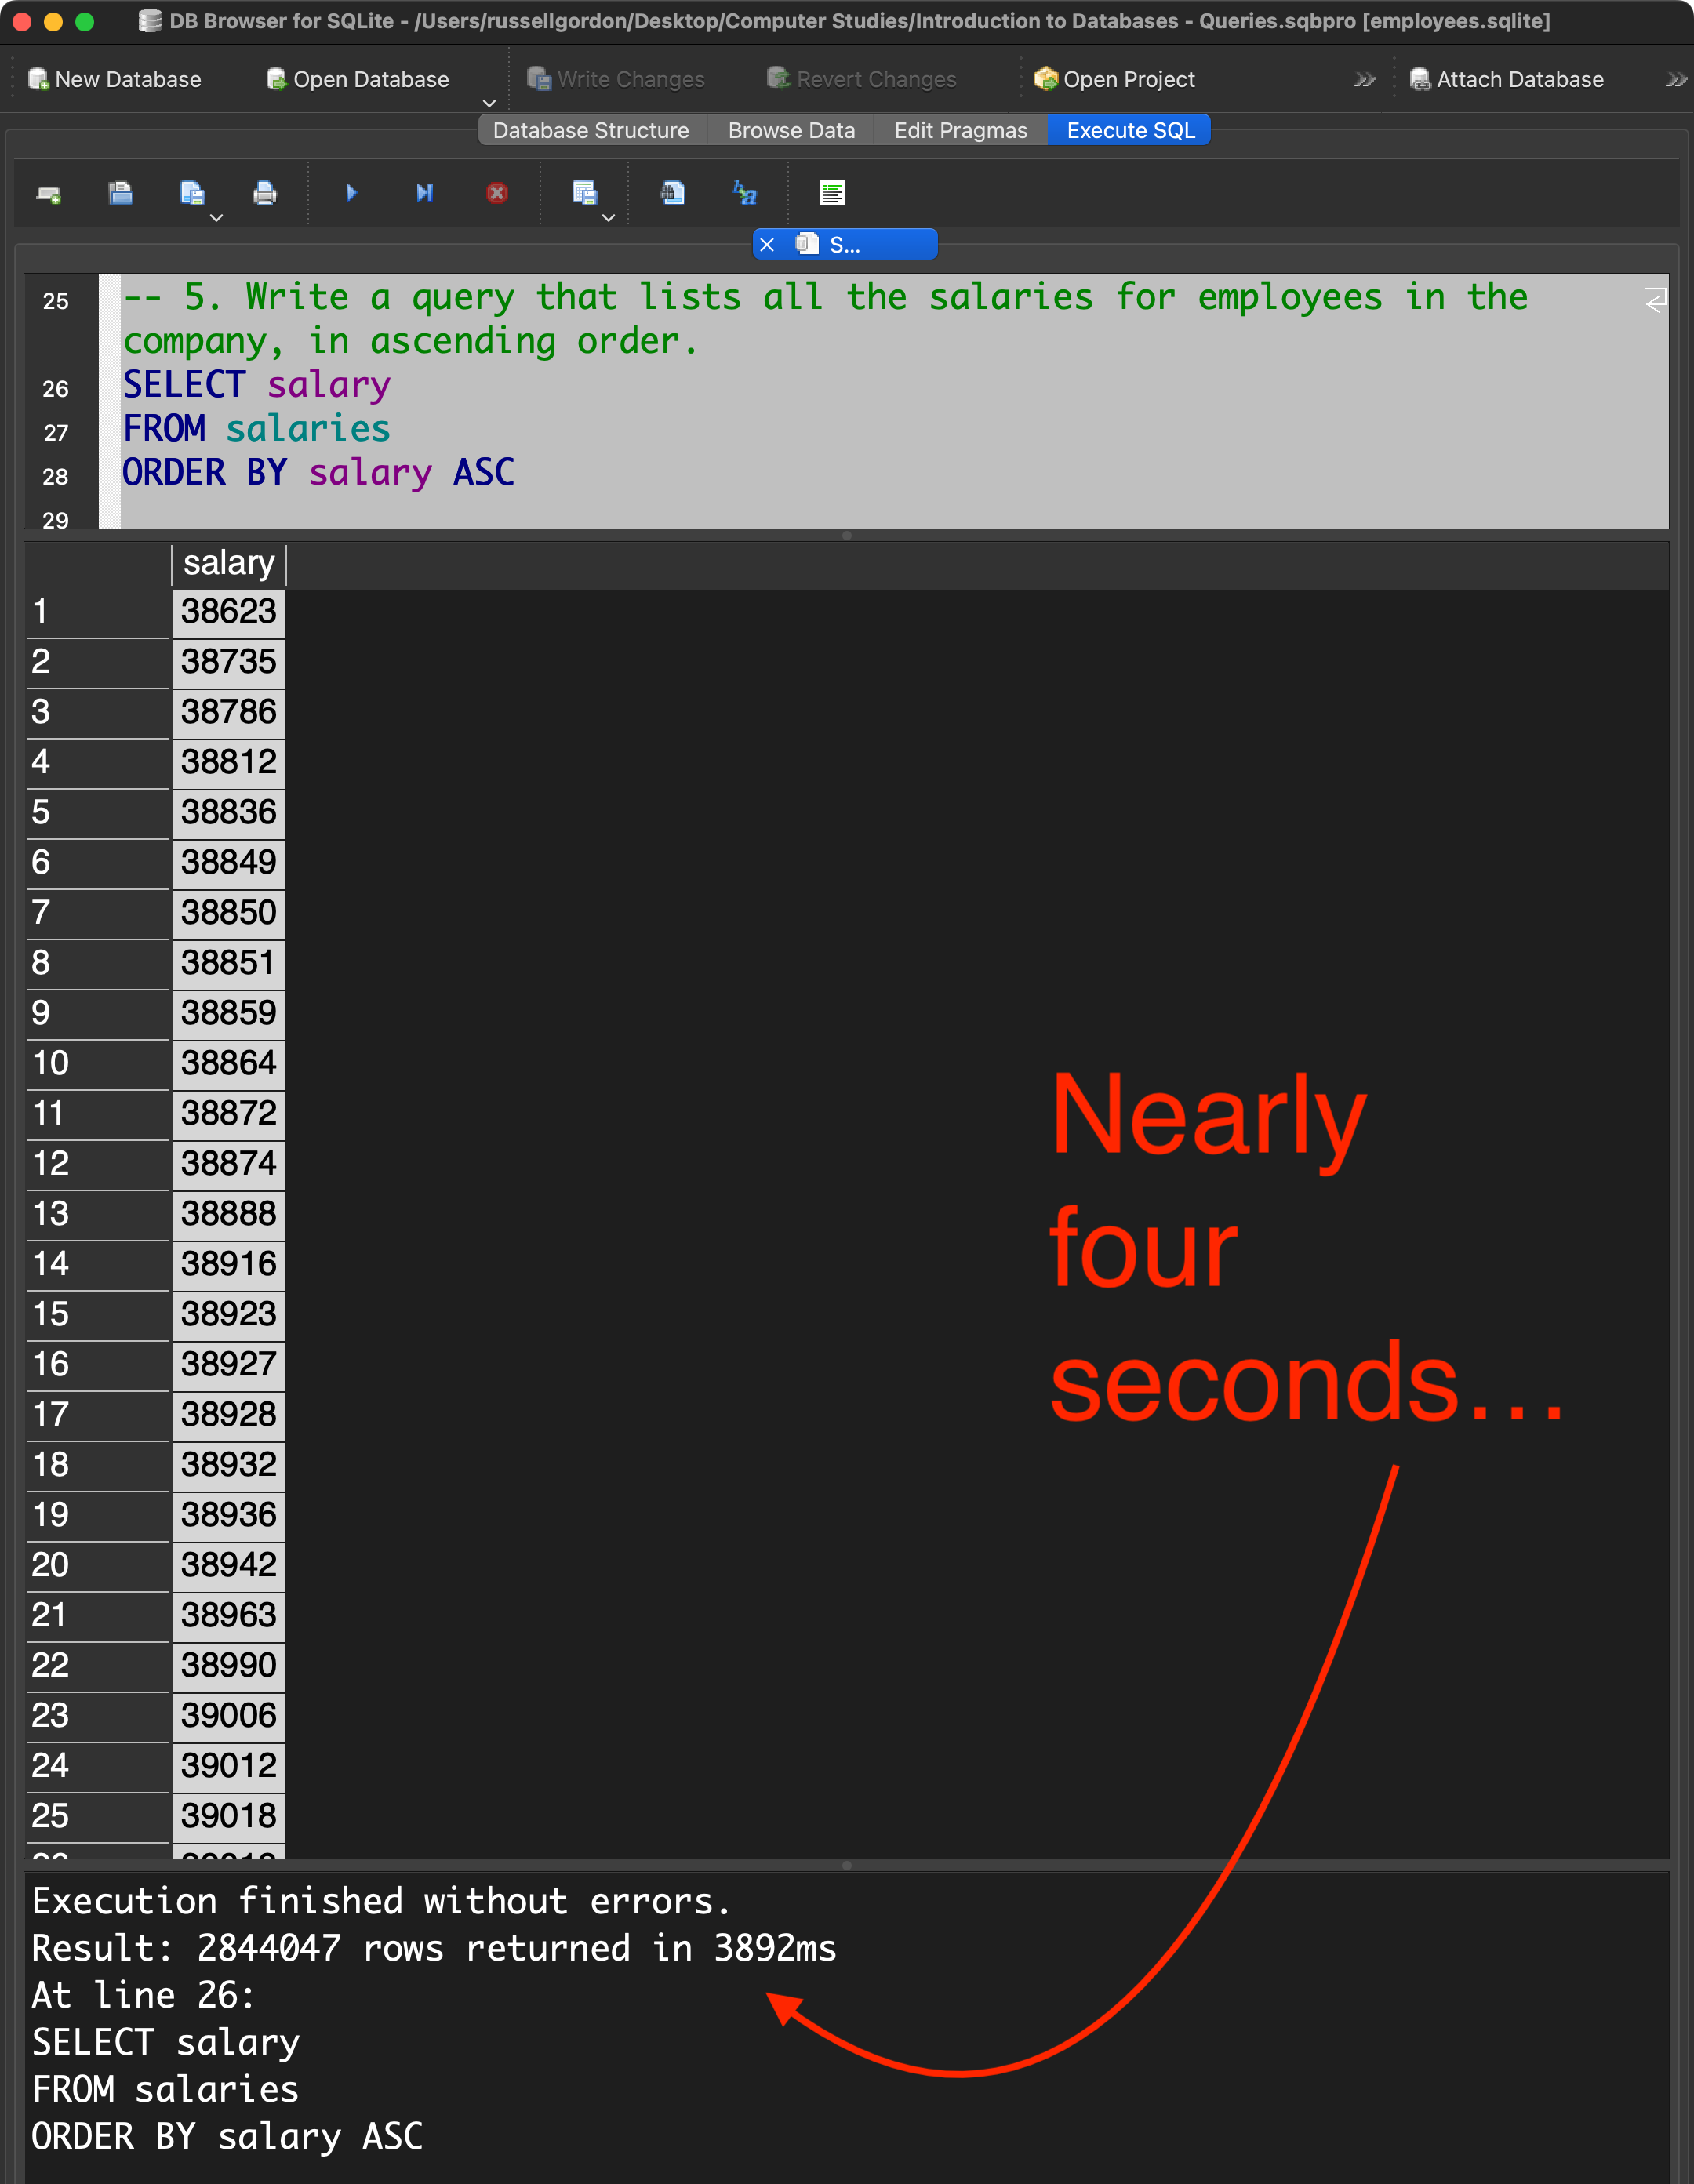 DB Browser for SQLite - /Users/russellgordon/Desktop/Computer Studies/Introduction to Databases - Queries.sqbpro [employees.sqlite]
New Database Open Database Write Changes Revert Changes Open Project Attach Database
Database Structure Browse Data Edit Pragmas Execute SQL
S...
25 -- 5. Write a query that lists all the salaries for employees in the
company, in ascending order.
26 SELECT salary
27 FROM salaries
28 ORDER BY salary ASC
29
salary
1 38623
2 38735
3 38786
4 38812
5 38836
6 38849
7 38850
8 38851
9 38859
10 38864
11 38872
12 38874
13 38888
14 38916
15 38923
16 38927
17 38928
18 38932
19 38936
20 38942
21 38963
22 38990
23 39006
24 39012
25 39018
Nearly
four
seconds...
Execution finished without errors.
Result: 2844047 rows returned in 3892ms
At line 26:
SELECT salary
FROM salaries
ORDER BY salary ASC